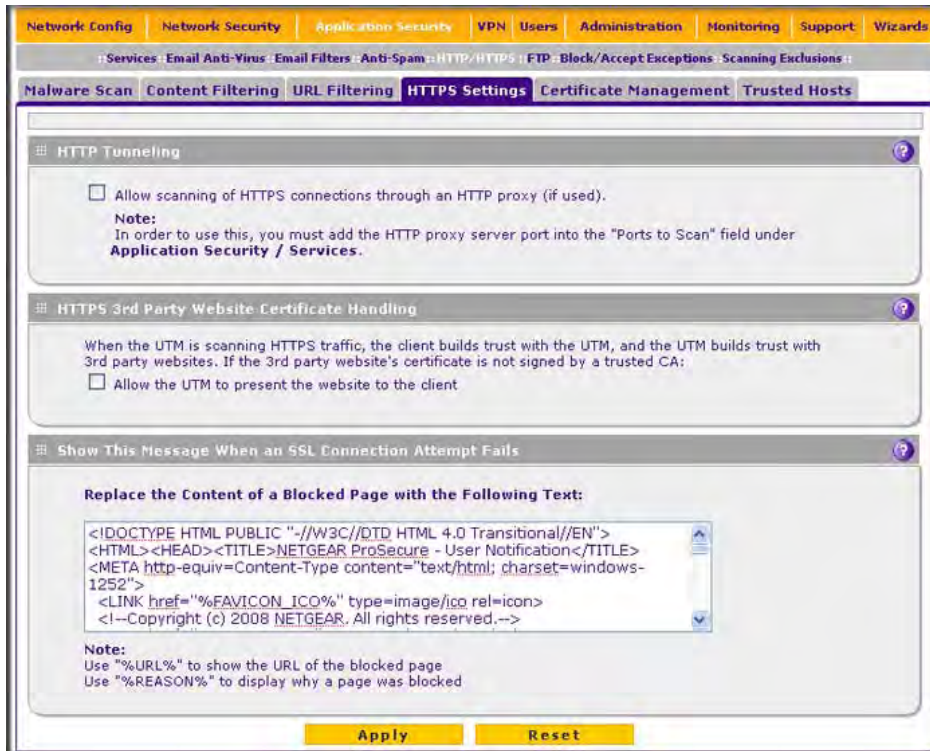 Network Config Network Security Application Security VPN Users Administration Monitoring Support Wizards
Services Email Anti-Virus Email Filters Anti-Spam HTTP/HTTPS FTP Block/Accept Exceptions Scanning Exclusions
Malware Scan Content Filtering URL Filtering HTTPS Settings Certificate Management Trusted Hosts
HTTP Tunneling
Allow scanning of HTTPS connections through an HTTP proxy (if used).
Note:
In order to use this, you must add the HTTP proxy server port into the "Ports to Scan" field under
Application Security / Services.
HTTPS 3rd Party Website Certificate Handling
When the UTM is scanning HTTPS traffic, the client builds trust with the UTM, and the UTM builds trust with
3rd party websites. If the 3rd party website's certificate is not signed by a trusted CA:
Allow the UTM to present the website to the client
Show This Message When an SSL Connection Attempt Fails
Replace the Content of a Blocked Page with the Following Text:
<!DOCTYPE HTML PUBLIC "-//W3C//DTD HTML 4.0 Transitional//EN">
<HTML><HEAD><TITLE>NETGEAR ProSecure - User Notification</TITLE>
<META http-equiv=Content-Type content="text/html; charset=windows-
1252">
<LINK href="%FAVICON_ICO%" type=image/ico rel=icon>
<!--Copyright (c) 2008 NETGEAR. All rights reserved.-->
Note:
Use "%URL%" to show the URL of the blocked page
Use "%REASON%" to display why a page was blocked
Apply Reset